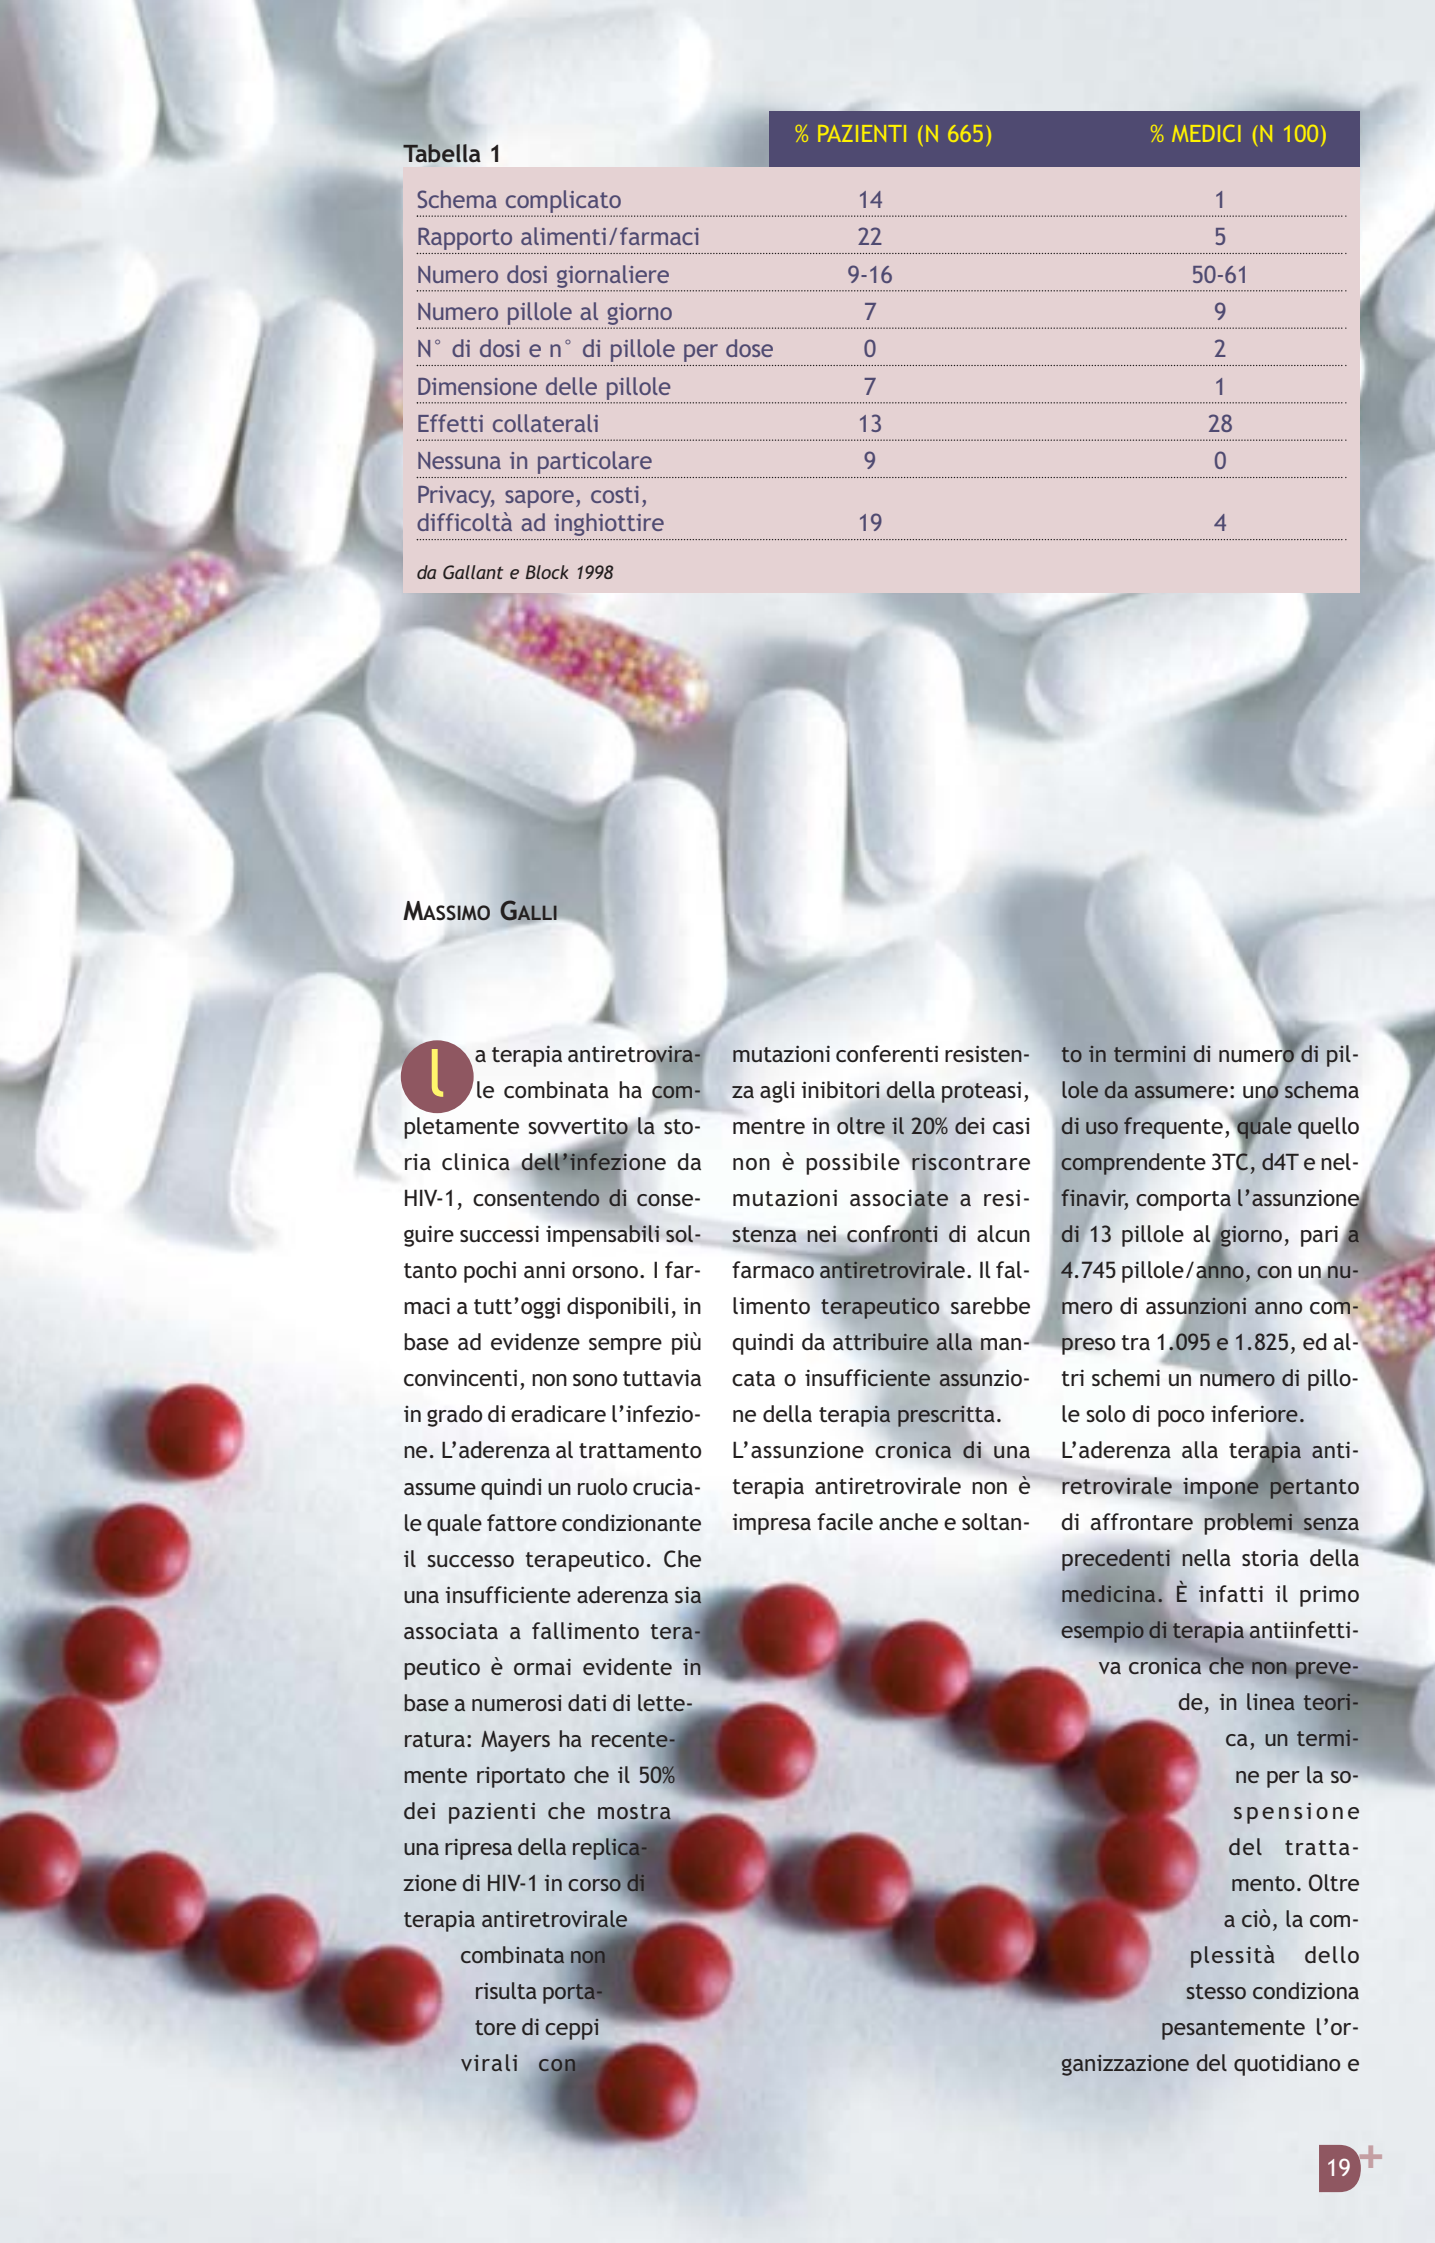 Tabella 1
% PAZIENTI (N 665) % MEDICI (N 100)
Schema complicato 14 1
Rapporto alimenti/farmaci 22 5
Numero dosi giornaliere 9-16 50-61
Numero pillole al giorno 7 9
N° di dosi e n° di pillole per dose 0 2
Dimensione delle pillole 7 1
Effetti collaterali 13 28
Nessuna in particolare 9 0
Privacy, sapore, costi,
difficoltà ad inghiottire 19 4
da Gallant e Block 1998
MASSIMO GALLI
la terapia antiretrovira-
le combinata ha com-
pletamente sovvertito la sto-
ria clinica dell’infezione da
HIV-1, consentendo di conse-
guire successi impensabili sol-
tanto pochi anni orsono. I far-
maci a tutt’oggi disponibili, in
base ad evidenze sempre più
convincenti, non sono tuttavia
in grado di eradicare l’infezio-
ne. L’aderenza al trattamento
assume quindi un ruolo crucia-
le quale fattore condizionante
il successo terapeutico. Che
una insufficiente aderenza sia
associata a fallimento tera-
peutico è ormai evidente in
base a numerosi dati di lette-
ratura: Mayers ha recente-
mente riportato che il 50%
dei pazienti che mostra
una ripresa della replica-
zione di HIV-1 in corso di
terapia antiretrovirale
combinata non
risulta porta-
tore di ceppi
virali con
mutazioni conferenti resisten-
za agli inibitori della proteasi,
mentre in oltre il 20% dei casi
non è possibile riscontrare
mutazioni associate a resi-
stenza nei confronti di alcun
farmaco antiretrovirale. Il fal-
limento terapeutico sarebbe
quindi da attribuire alla man-
cata o insufficiente assunzio-
ne della terapia prescritta.
L’assunzione cronica di una
terapia antiretrovirale non è
impresa facile anche e soltan-
to in termini di numero di pil-
lole da assumere: uno schema
di uso frequente, quale quello
comprendente 3TC, d4T e nel-
finavir, comporta l’assunzione
di 13 pillole al giorno, pari a
4.745 pillole/anno, con un nu-
mero di assunzioni anno com-
preso tra 1.095 e 1.825, ed al-
tri schemi un numero di pillo-
le solo di poco inferiore.
L’aderenza alla terapia anti-
retrovirale impone pertanto
di affrontare problemi senza
precedenti nella storia della
medicina. È infatti il primo
esempio di terapia antiinfetti-
va cronica che non preve-
de, in linea teori-
ca, un termi-
ne per la so-
spensione
del tratta-
mento. Oltre
a ciò, la com-
plessità dello
stesso condiziona
pesantemente l’or-
ganizzazione del quotidiano e
19 D+